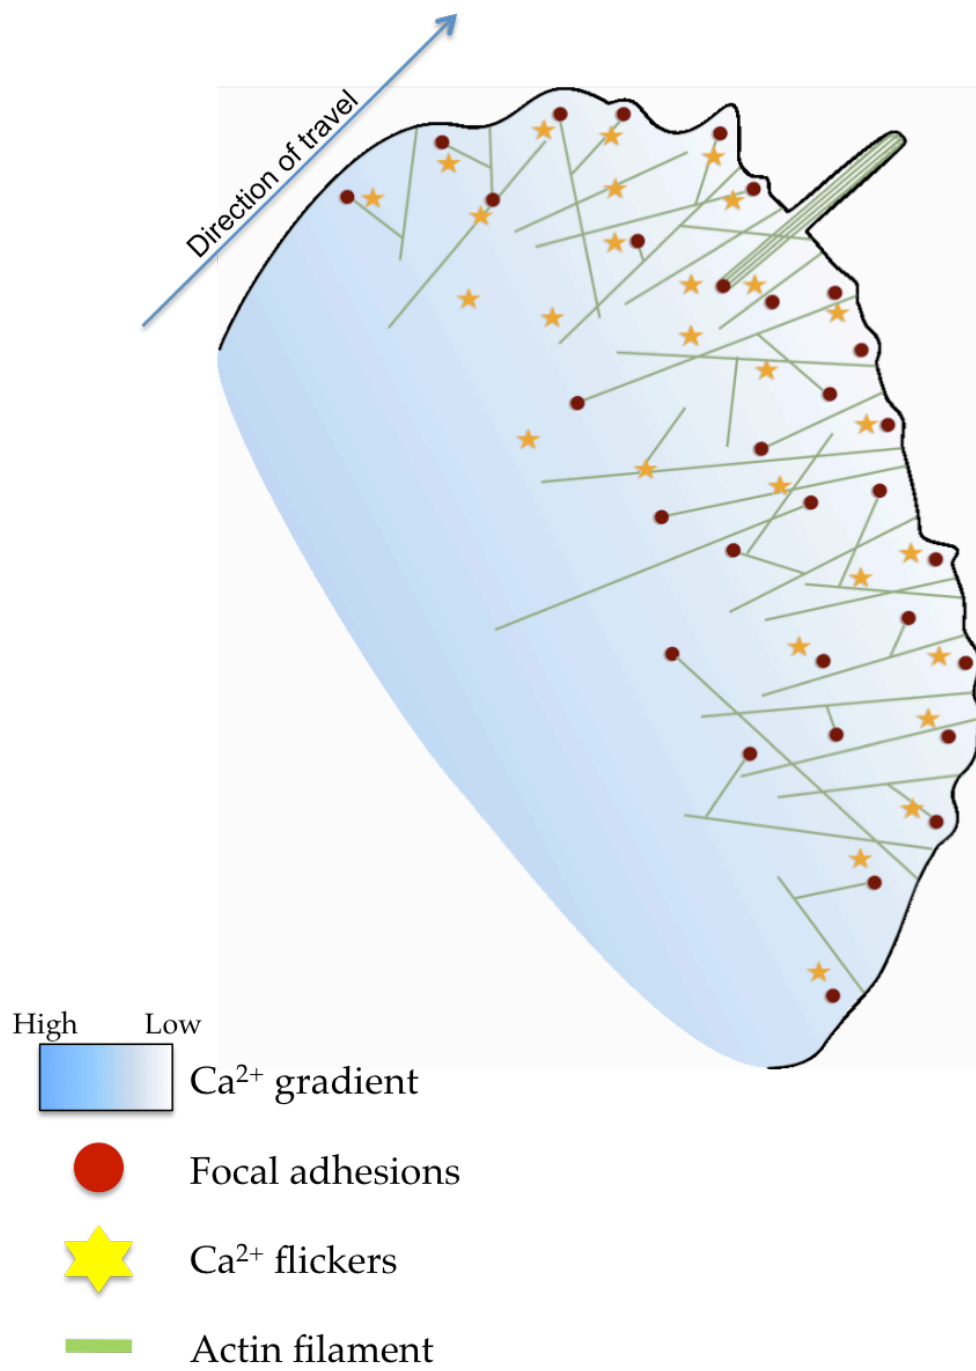 Direction of travel
High Low
Ca²⁺ gradient
Focal adhesions
Ca²⁺ flickers
Actin filament